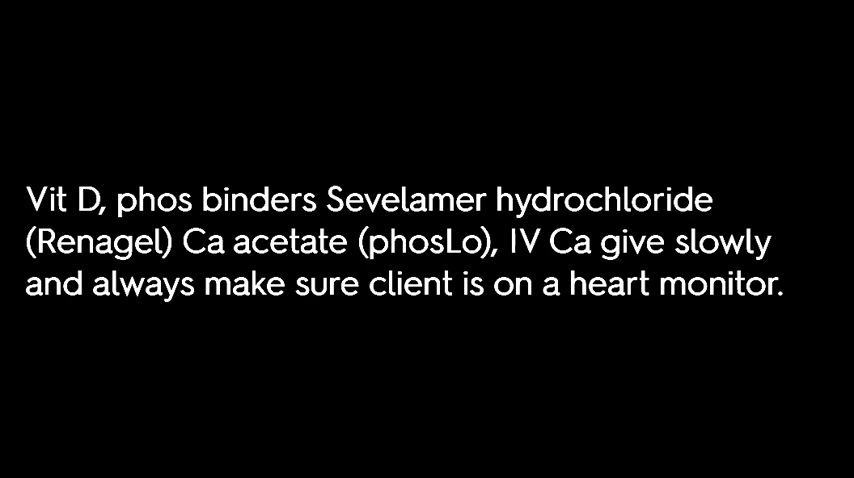 Vit D, phos binders Sevelamer hydrochloride
(Renagel) Ca acetate (phosLo), IV Ca give slowly
and always make sure client is on a heart monitor.